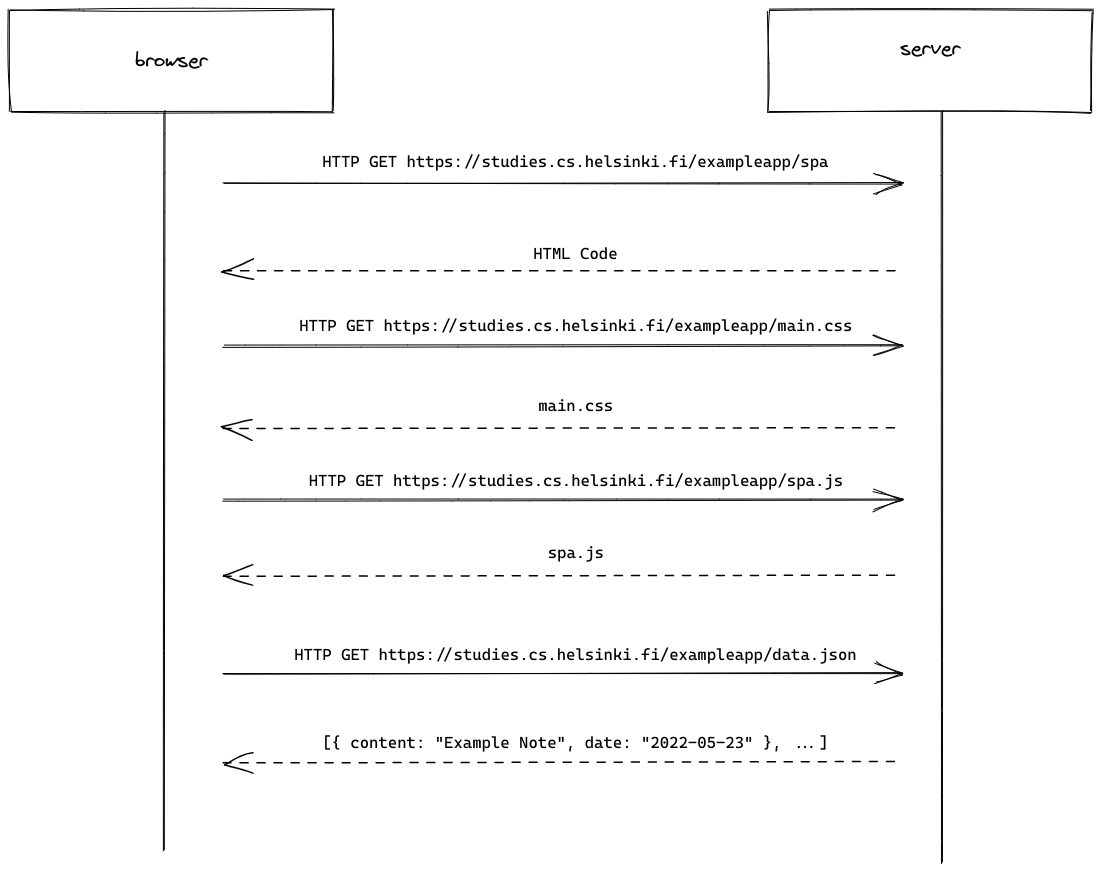 browser
server
HTTP GET https://studies.cs.helsinki.fi/exampleapp/spa
HTML Code
HTTP GET https://studies.cs.helsinki.fi/exampleapp/main.css
main.css
HTTP GET https://studies.cs.helsinki.fi/exampleapp/spa.js
spa.js
HTTP GET https://studies.cs.helsinki.fi/exampleapp/data.json
[{ content: "Example Note", date: "2022-05-23" }, ...]